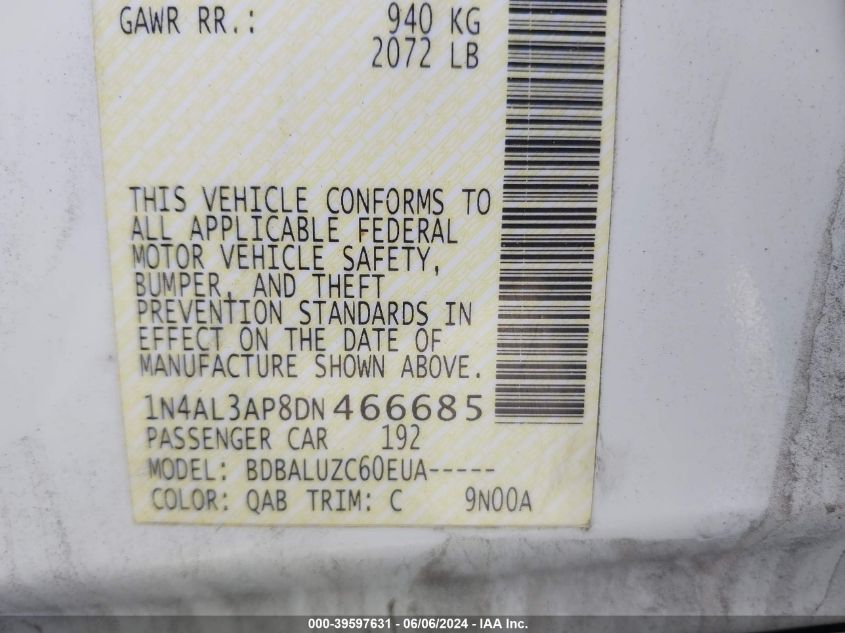 GAWR RR.: 940 KG
2072 LB
THIS VEHICLE CONFORMS TO
ALL APPLICABLE FEDERAL
MOTOR VEHICLE SAFETY,
BUMPER, AND THEFT
PREVENTION STANDARDS IN
EFFECT ON THE DATE OF
MANUFACTURE SHOWN ABOVE.
1N4AL3AP8DN466685
PASSENGER CAR 192
MODEL: BDBALUZC60EUA-----
COLOR: QAB TRIM: C 9N00A
000-39597631 - 06/06/2024 - IAA Inc.